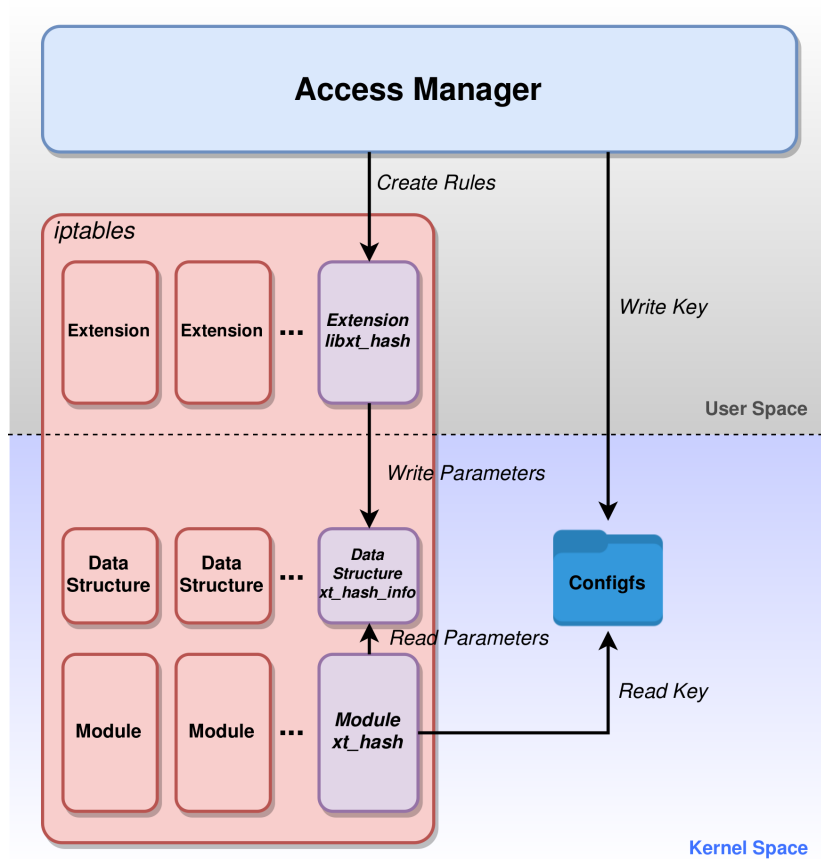 Access Manager
Create Rules
iptables
Extension
Extension
...
Extension
libxt_hash
Write Key
User Space
Write Parameters
Data
Structure
Data
Structure
...
Data
Structure
xt_hash_info
Configfs
Read Parameters
Module
Module
...
Module
xt_hash
Read Key
Kernel Space